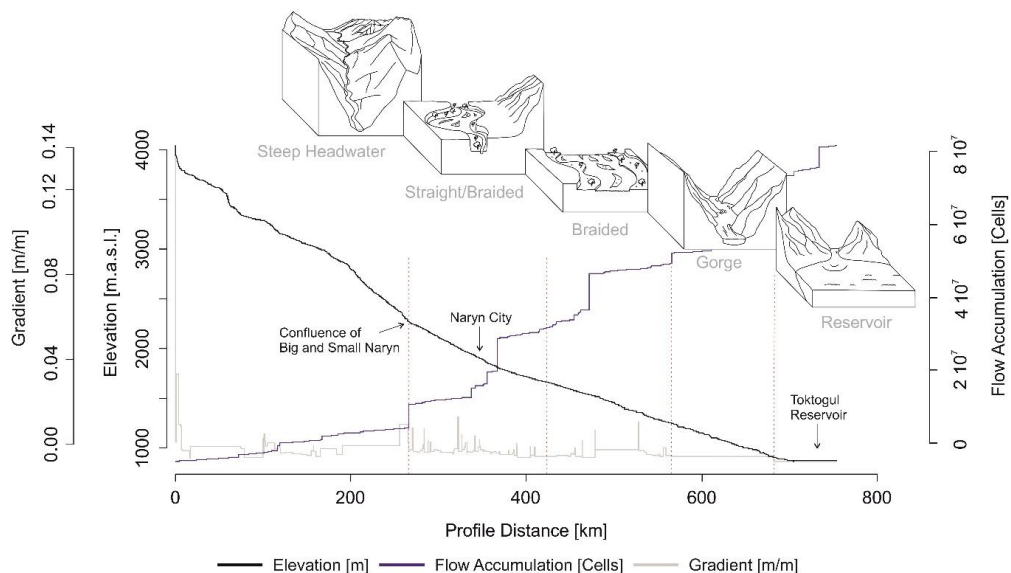 Steep Headwater
Straight/Braided
Braided
Gorge
Reservoir
Gradient [m/m]
0.14
0.12
0.08
0.04
0.00
Elevation [m.a.s.l.]
4000
3000
2000
1000
Flow Accumulation [Cells]
8 10⁷
6 10⁷
4 10⁷
2 10⁷
0
Confluence of
Big and Small Naryn
Naryn City
Toktogul
Reservoir
0 200 400 600 800
Profile Distance [km]
Elevation [m] Flow Accumulation [Cells] Gradient [m/m]